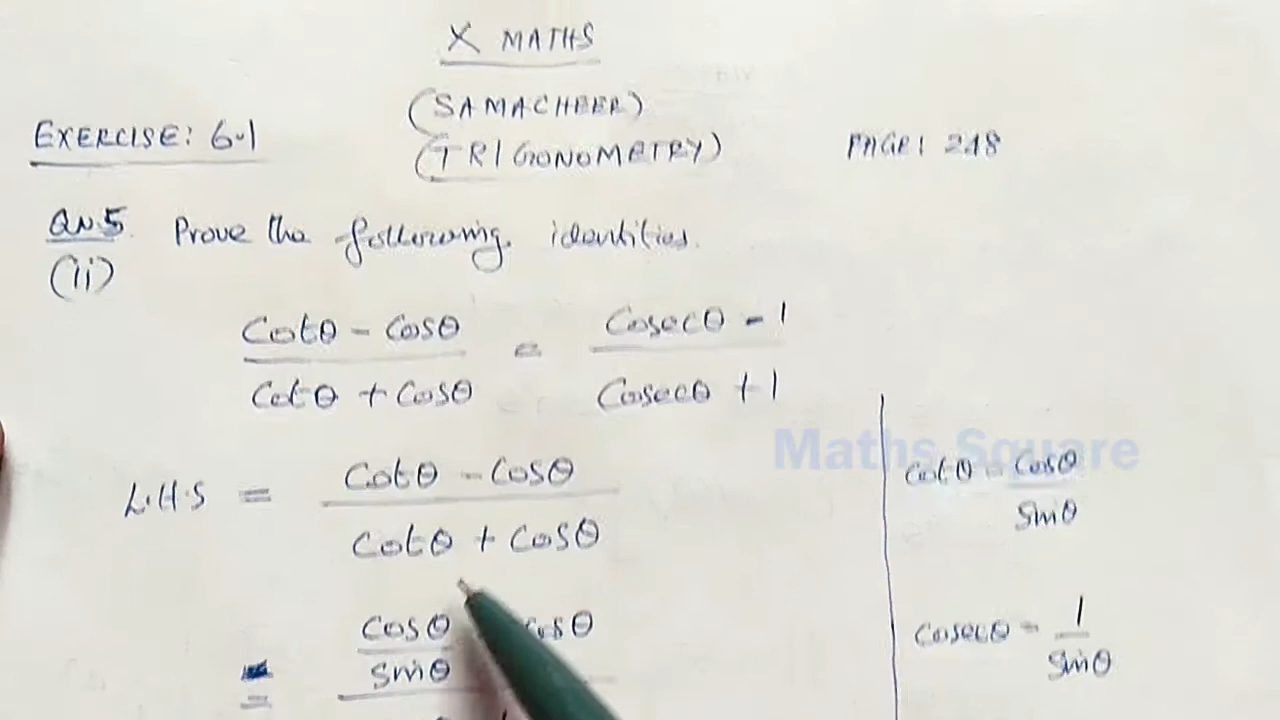 X MATHS
(SAMACHEER)
EXERCISE: 6.1
(TRIGONOMETRY)
PAGE: 248
QN.5 Prove the following identities.
(ii)
Cotθ - Cosθ / Cotθ + Cosθ = Cosecθ - 1 / Cosecθ + 1
Maths Square
L.H.S = Cotθ - Cosθ / Cotθ + Cosθ
Cotθ = Cosθ / Sinθ
Cosθ / Sinθ
=
Cosecθ = 1 / Sinθ